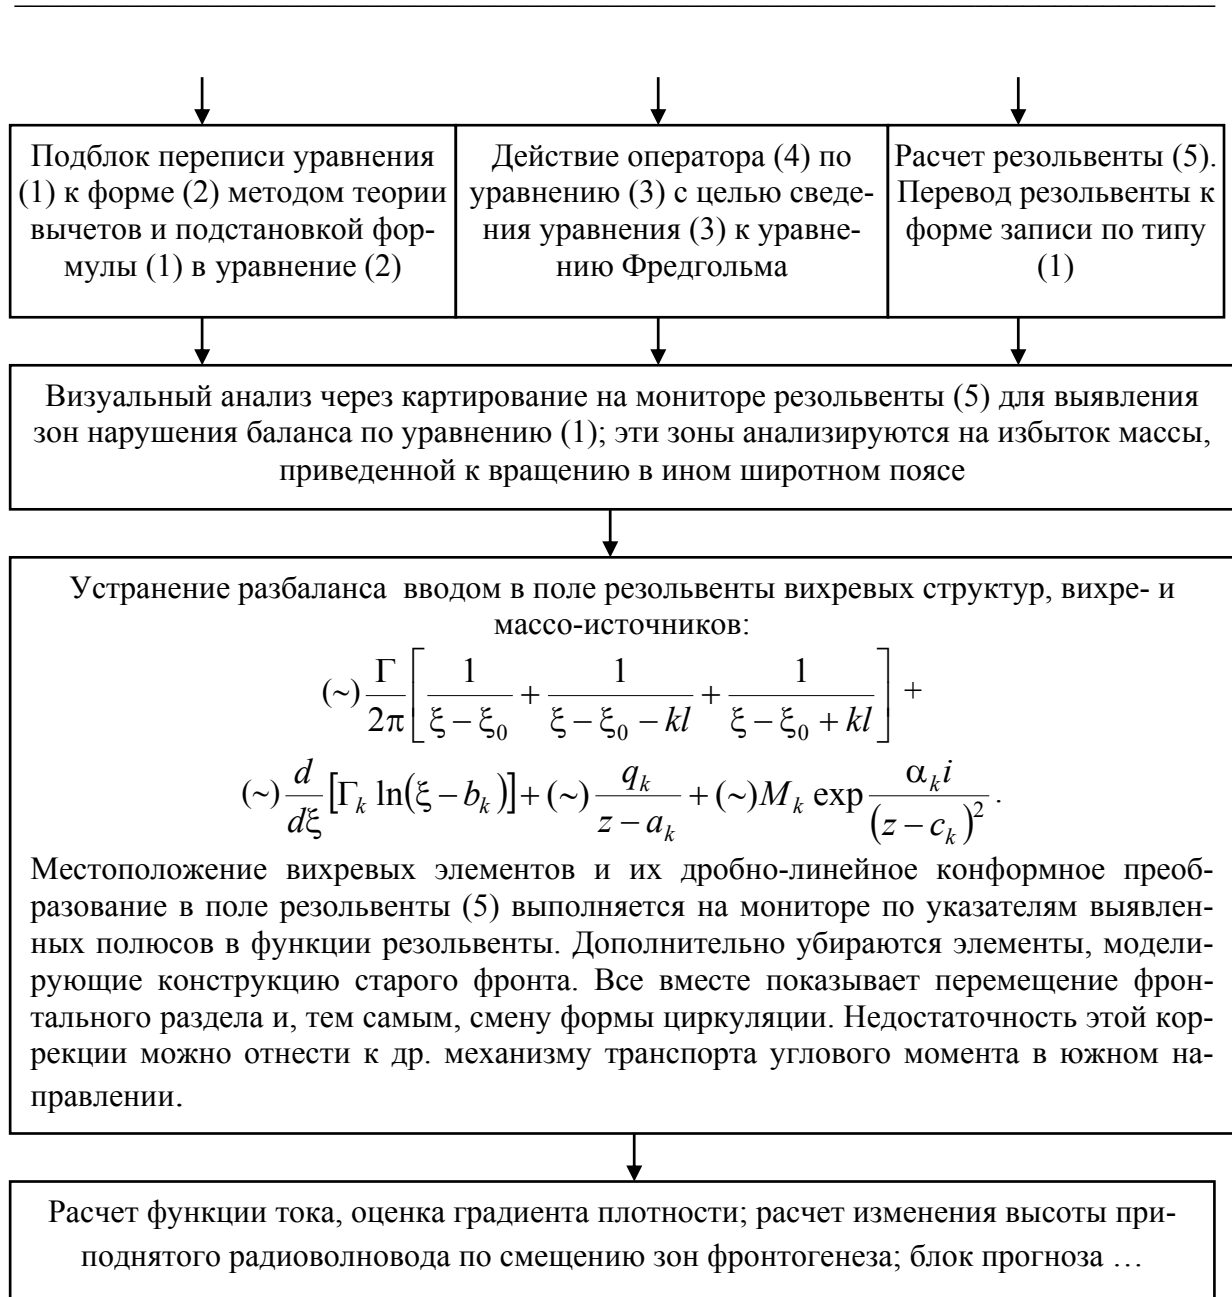 Подблок переписи уравнения
(1) к форме (2) методом теории
вычетов и подстановкой фор-
мулы (1) в уравнение (2)
Действие оператора (4) по
уравнению (3) с целью сведе-
ния уравнения (3) к уравне-
нию Фредгольма
Расчет резольвенты (5).
Перевод резольвенты к
форме записи по типу
(1)
Визуальный анализ через картирование на мониторе резольвенты (5) для выявления
зон нарушения баланса по уравнению (1); эти зоны анализируются на избыток массы,
приведенной к вращению в ином широтном поясе
Устранение разбаланса вводом в поле резольвенты вихревых структур, вихре- и
массо-источников:
(~) Γ/2π [ 1/(ξ − ξ₀) + 1/(ξ − ξ₀ − kl) + 1/(ξ − ξ₀ + kl) ] +
(~) d/dξ [Γₖ ln(ξ − bₖ)] + (~) qₖ/(z − aₖ) + (~) Mₖ exp αₖi/(z − cₖ)² .
Местоположение вихревых элементов и их дробно-линейное конформное преоб-
разование в поле резольвенты (5) выполняется на мониторе по указателям выявлен-
ных полюсов в функции резольвенты. Дополнительно убираются элементы, модели-
рующие конструкцию старого фронта. Все вместе показывает перемещение фрон-
тального раздела и, тем самым, смену формы циркуляции. Недостаточность этой кор-
рекции можно отнести к др. механизму транспорта углового момента в южном на-
правлении.
Расчет функции тока, оценка градиента плотности; расчет изменения высоты при-
поднятого радиоволновода по смещению зон фронтогенеза; блок прогноза …